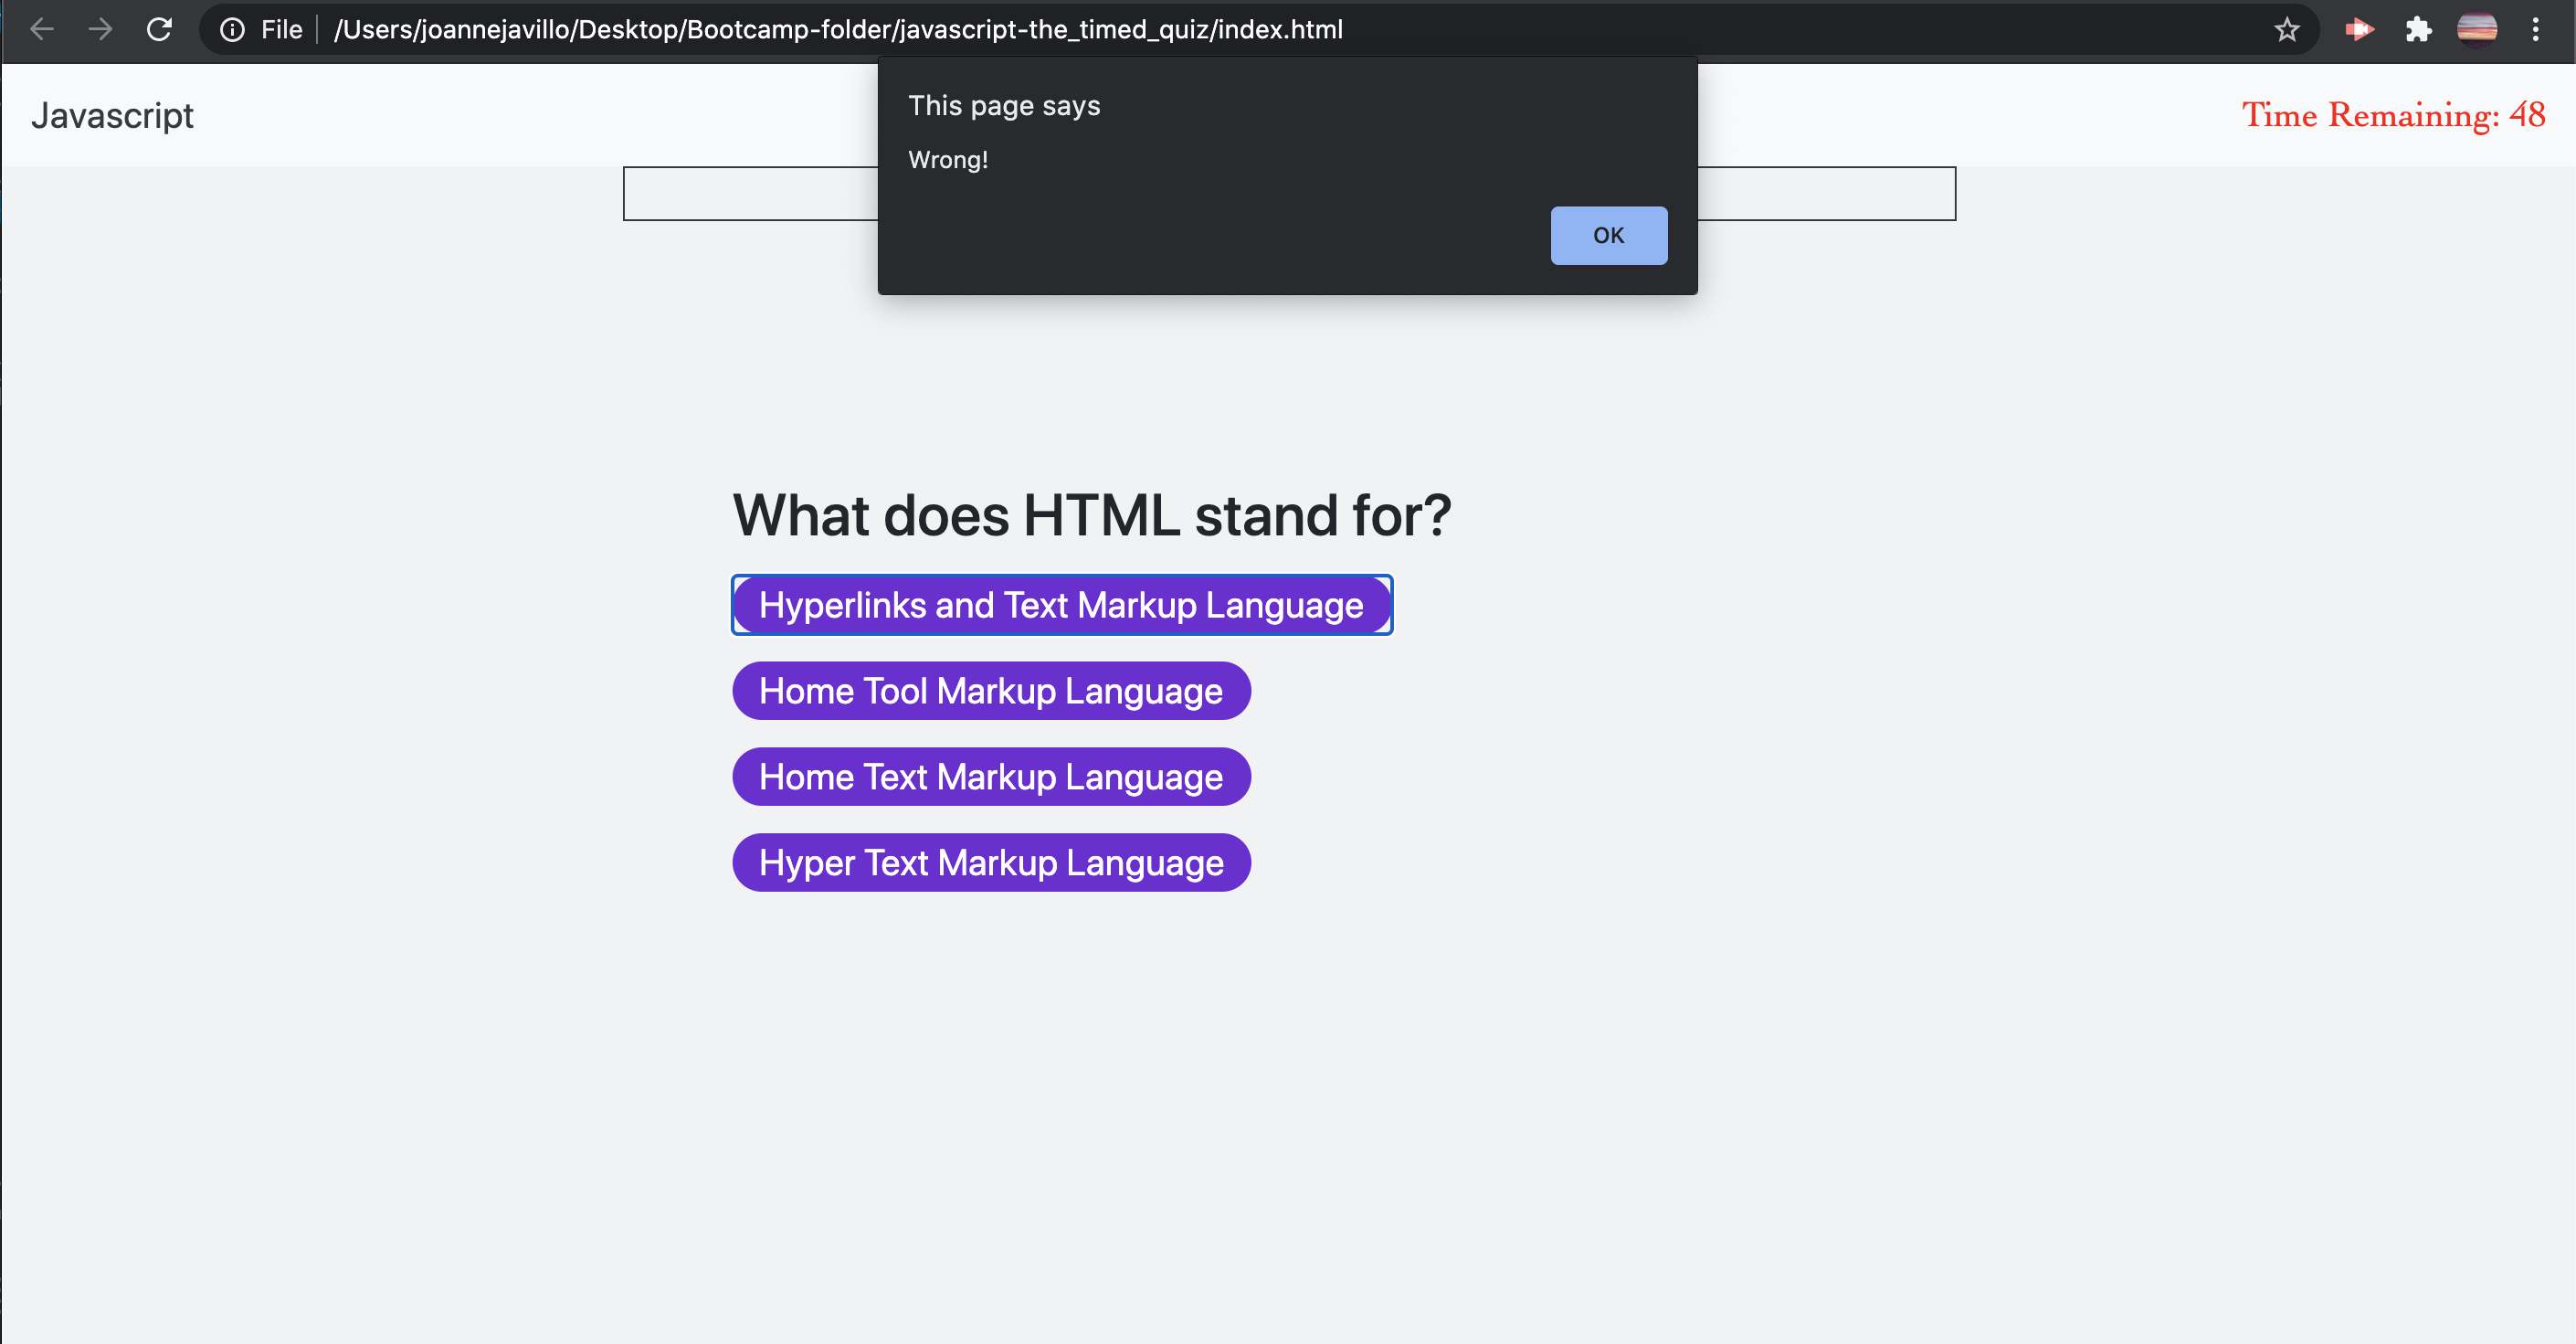 File /Users/joannejavillo/Desktop/Bootcamp-folder/javascript-the_timed_quiz/index.html
Javascript
Time Remaining: 48
This page says
Wrong!
OK
What does HTML stand for?
Hyperlinks and Text Markup Language
Home Tool Markup Language
Home Text Markup Language
Hyper Text Markup Language